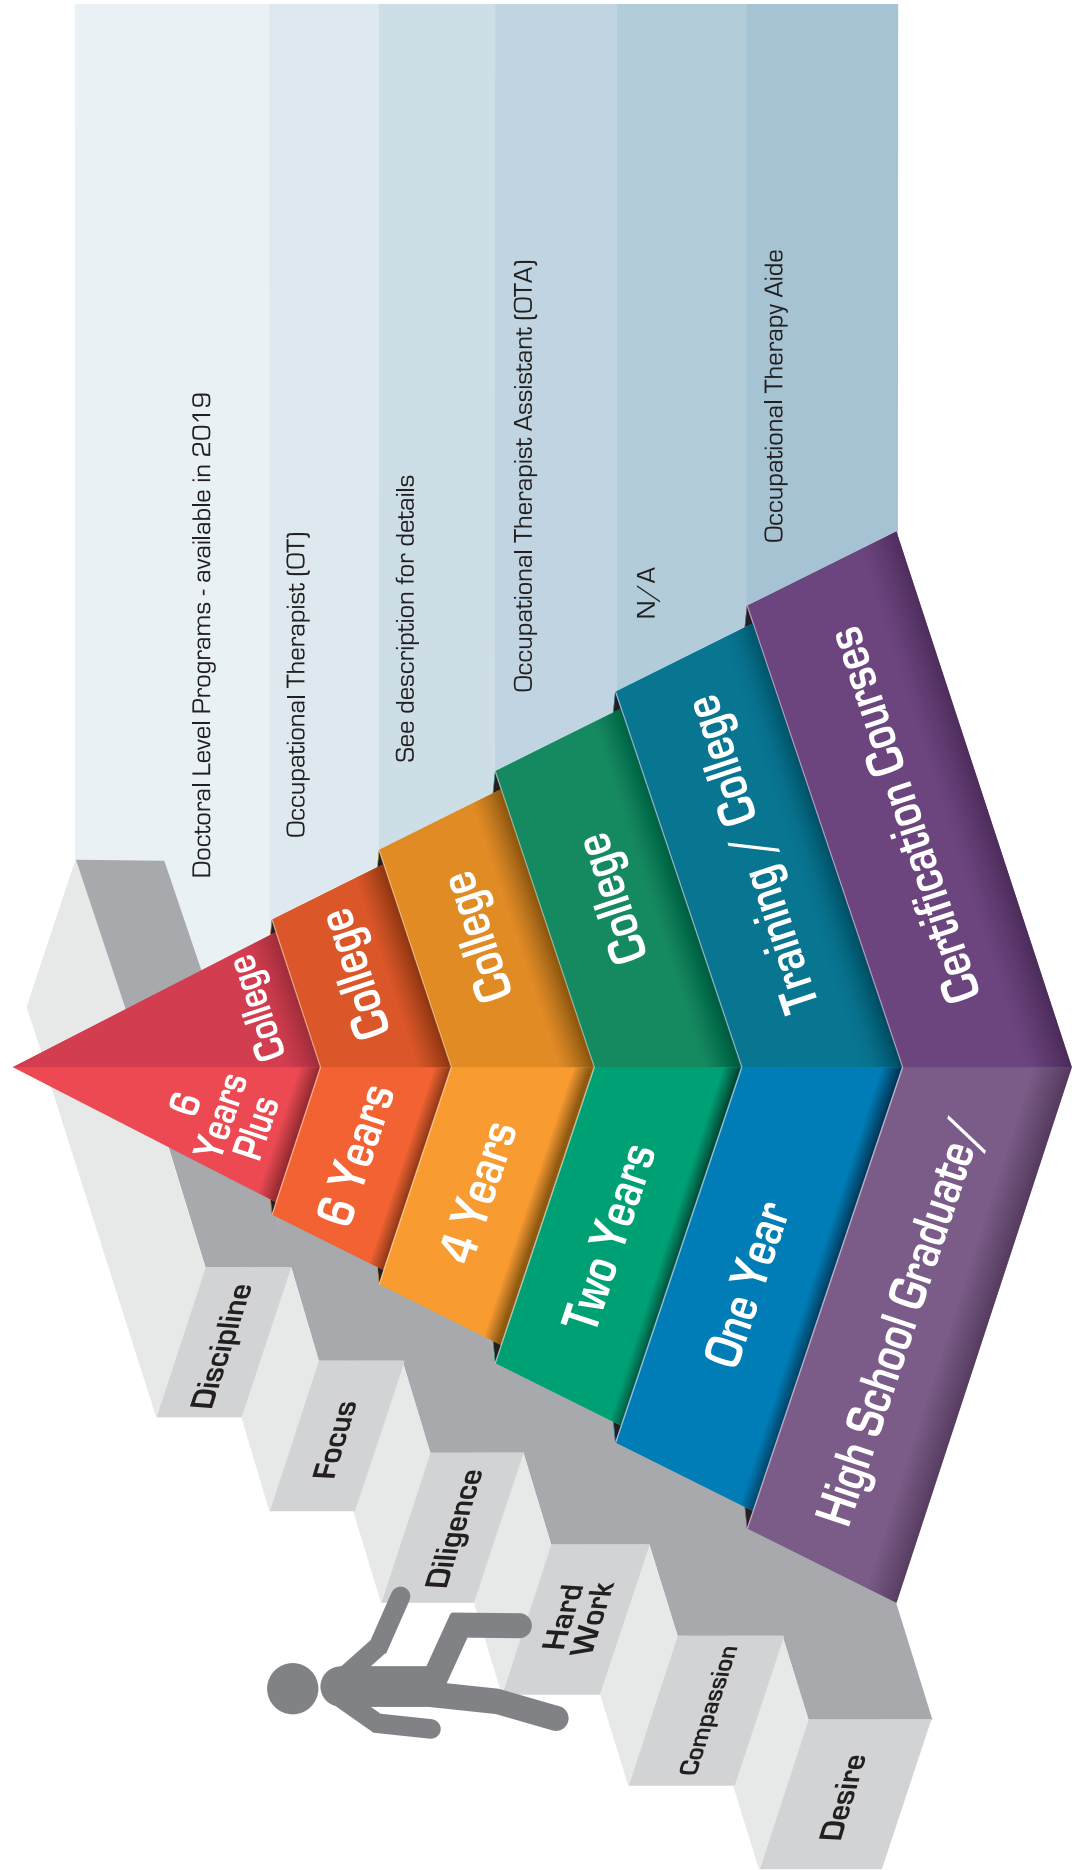 Discipline
Focus
Diligence
Hard
Work
Compassion
Desire
6
Years
Plus
College
6 Years
College
4 Years
College
Two Years
College
One Year
Training / College
High School Graduate/
Certification Courses
Doctoral Level Programs - available in 2019
Occupational Therapist (OT)
See description for details
Occupational Therapist Assistant (OTA)
N/A
Occupational Therapy Aide